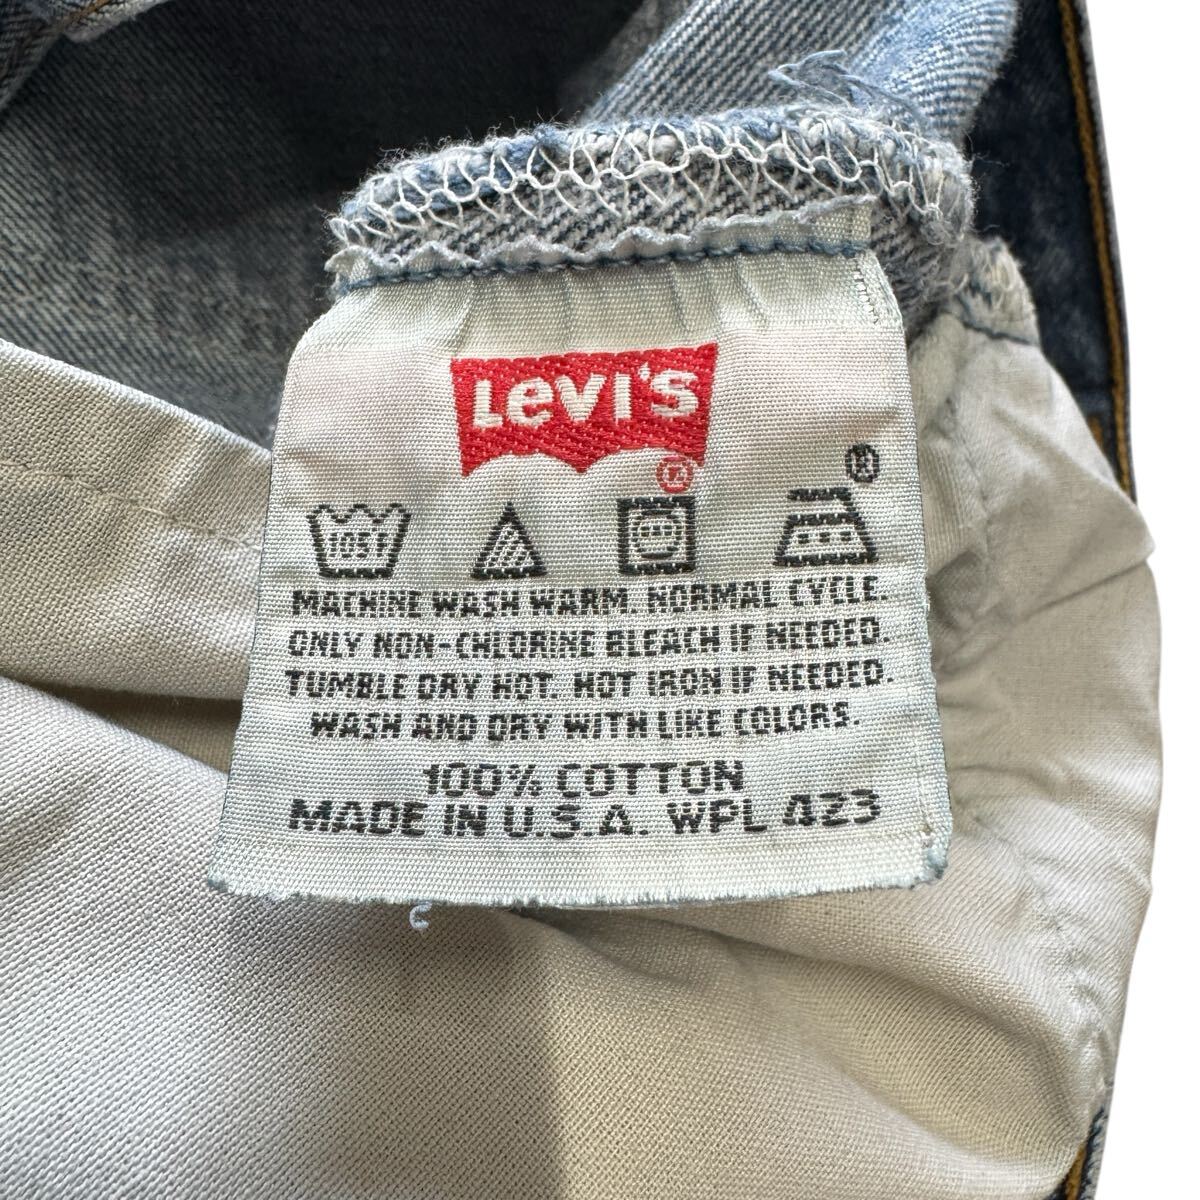 LEVI'S
®
®
105F
MACHINE WASH WARM. NORMAL CYCLE.
ONLY NON-CHLORINE BLEACH IF NEEDED.
TUMBLE DRY HOT. HOT IRON IF NEEDED.
WASH AND DRY WITH LIKE COLORS.
100% COTTON
MADE IN U.S.A. WPL 423